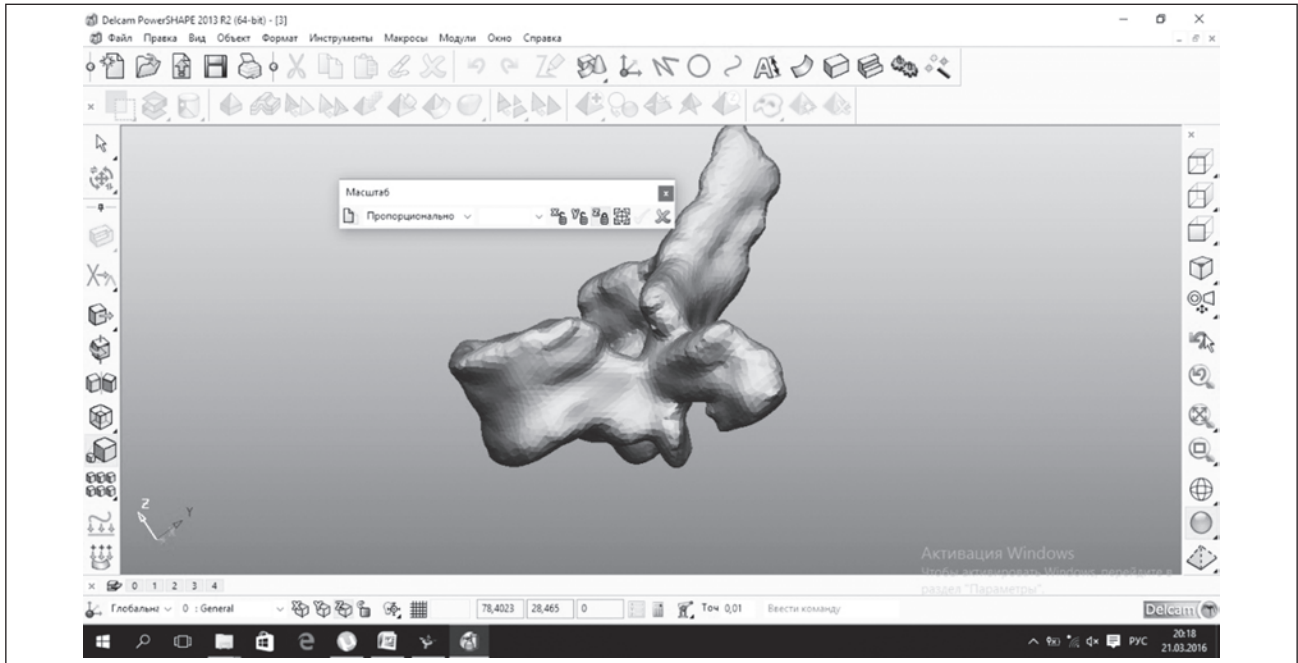 Delcam PowerSHAPE 2013 R2 (64-bit) - [3]
Файл Правка Вид Объект Формат Инструменты Макросы Модули Окно Справка
Масштаб
Пропорционально
Z
Y
Активация Windows
Чтобы активировать Windows, перейдите в
раздел "Параметры".
0 1 2 3 4
Глобальна 0 : General 78,4023 28,465 0 Точ 0,01 Ввести команду Delcam
РУС 20:18
21.03.2016